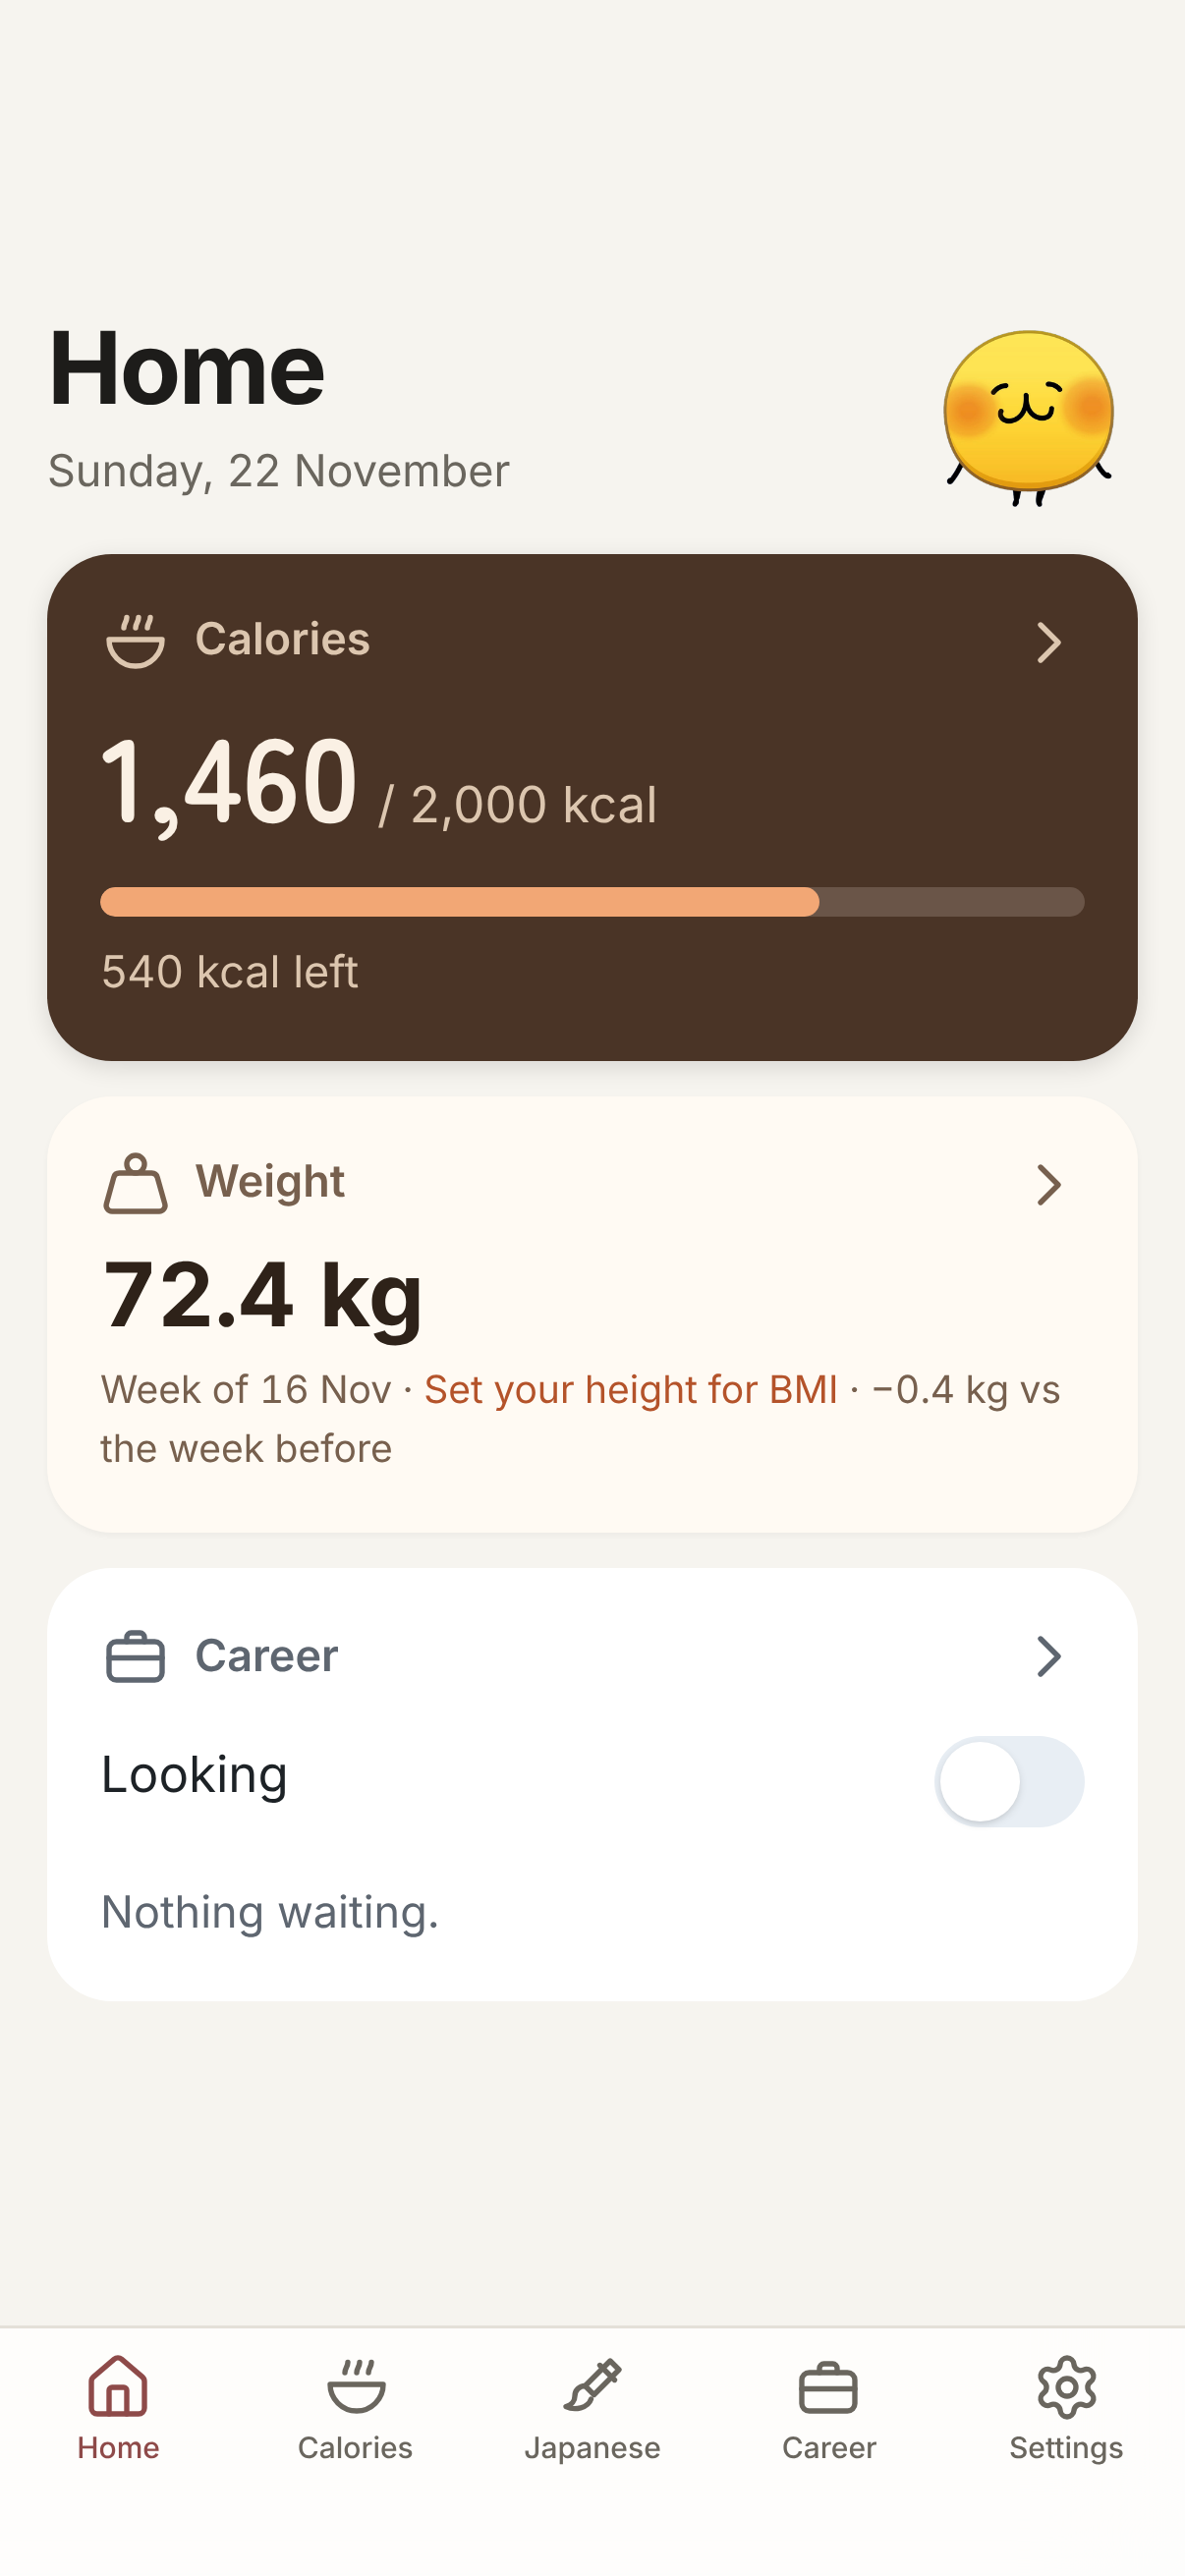 Home
Sunday, 22 November
Calories
1,460 / 2,000 kcal
540 kcal left
Weight
72.4 kg
Week of 16 Nov · Set your height for BMI · −0.4 kg vs
the week before
Career
Looking
Nothing waiting.
Home
Calories
Japanese
Career
Settings